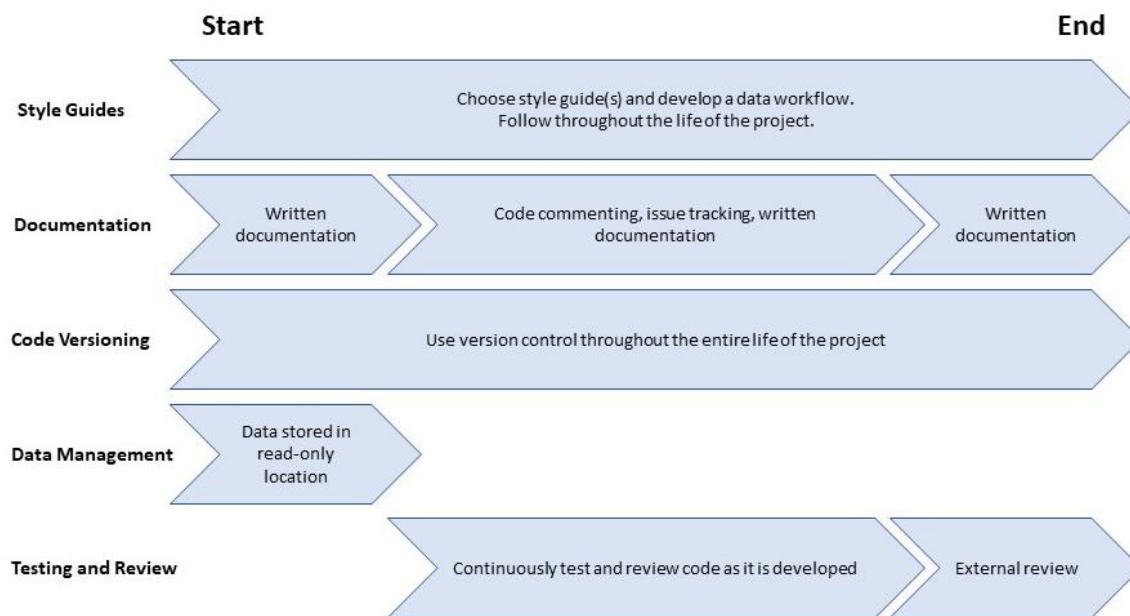 Start
End
Style Guides
Choose style guide(s) and develop a data workflow.
Follow throughout the life of the project.
Documentation
Written
documentation
Code commenting, issue tracking, written
documentation
Written
documentation
Code Versioning
Use version control throughout the entire life of the project
Data Management
Data stored in
read-only
location
Testing and Review
Continuously test and review code as it is developed
External review